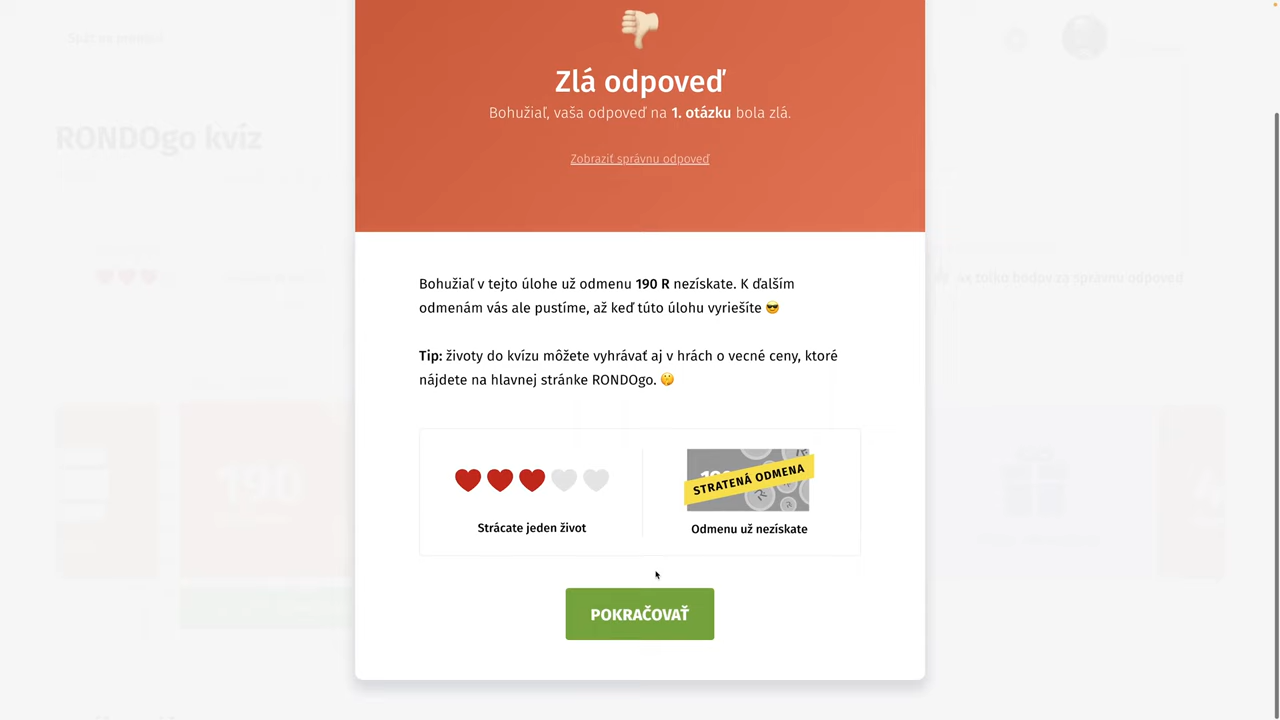 Späť na súťaže
RONDOgo kvíz
Zlá odpoveď
Bohužiaľ, vaša odpoveď na 1. otázku bola zlá.
Zobraziť správnu odpoveď
Bohužiaľ v tejto úlohe už odmenu 190 R nezískate. K ďalším
odmenám vás ale pustíme, až keď túto úlohu vyriešíte 😎
Tip: životy do kvízu môžete vyhrávať aj v hrách o vecné ceny, ktoré
nájdete na hlavnej stránke RONDOgo. 🤫
STRATENÁ ODMENA
Strácate jeden život
Odmenu už nezískate
POKRAČOVAŤ
toľko bodov za správnu odpoveď
190